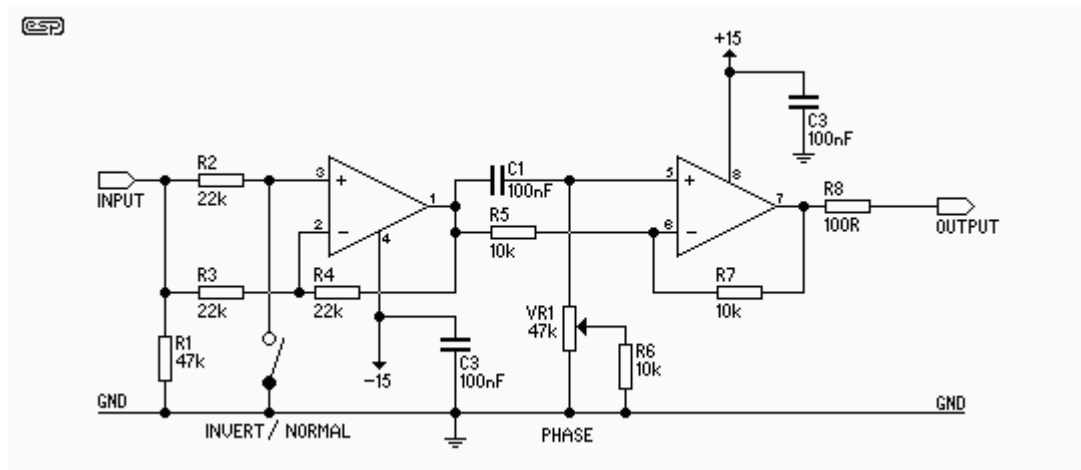 esp
+15
C3
100nF
R2
22k
3
+
1
C1
100nF
5
+
8
7
R8
100R
INPUT
2
−
4
R5
10k
6
−
OUTPUT
R3
22k
R4
22k
R7
10k
R1
47k
−15
C3
100nF
VR1
47k
R6
10k
GND
GND
INVERT / NORMAL
PHASE